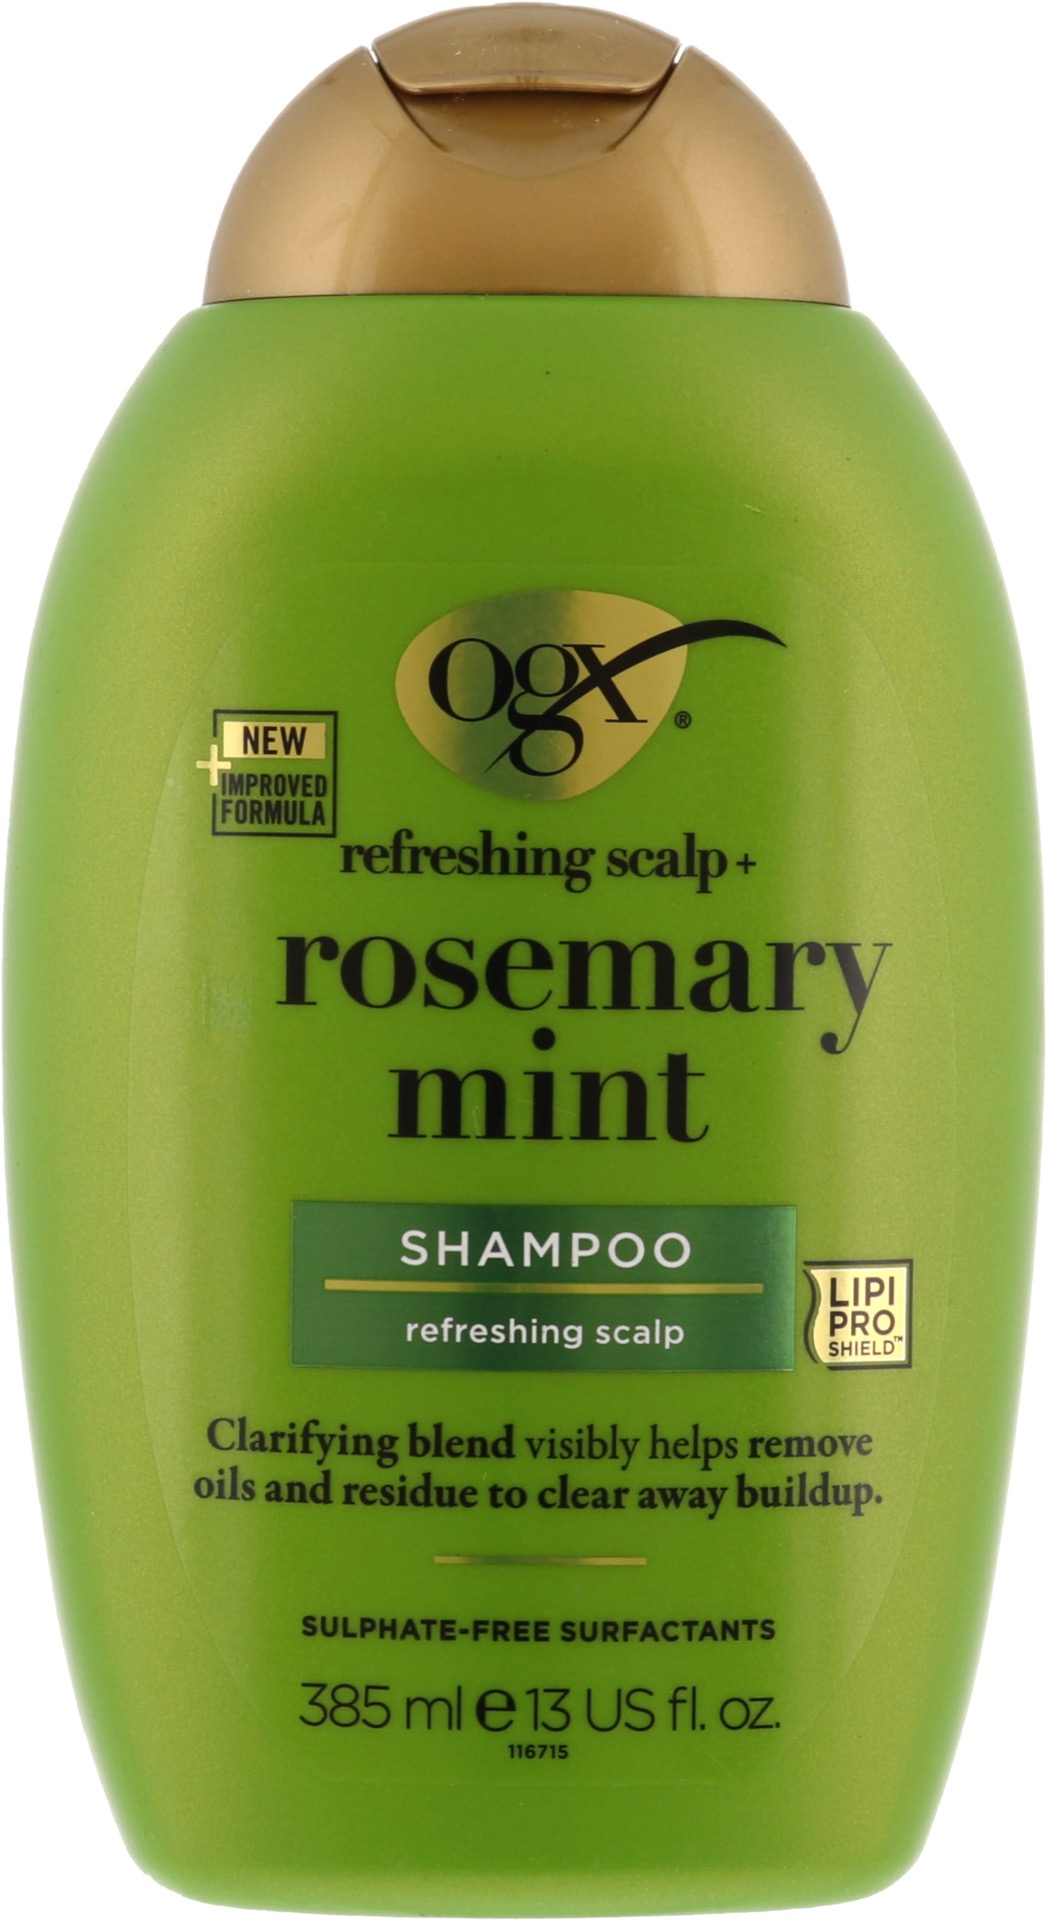 ogx®
NEW
+
IMPROVED
FORMULA
refreshing scalp +
rosemary
mint
SHAMPOO
refreshing scalp
LIPI
PRO
SHIELD™
Clarifying blend visibly helps remove
oils and residue to clear away buildup.
SULPHATE-FREE SURFACTANTS
385 ml e 13 US fl. oz.
116715